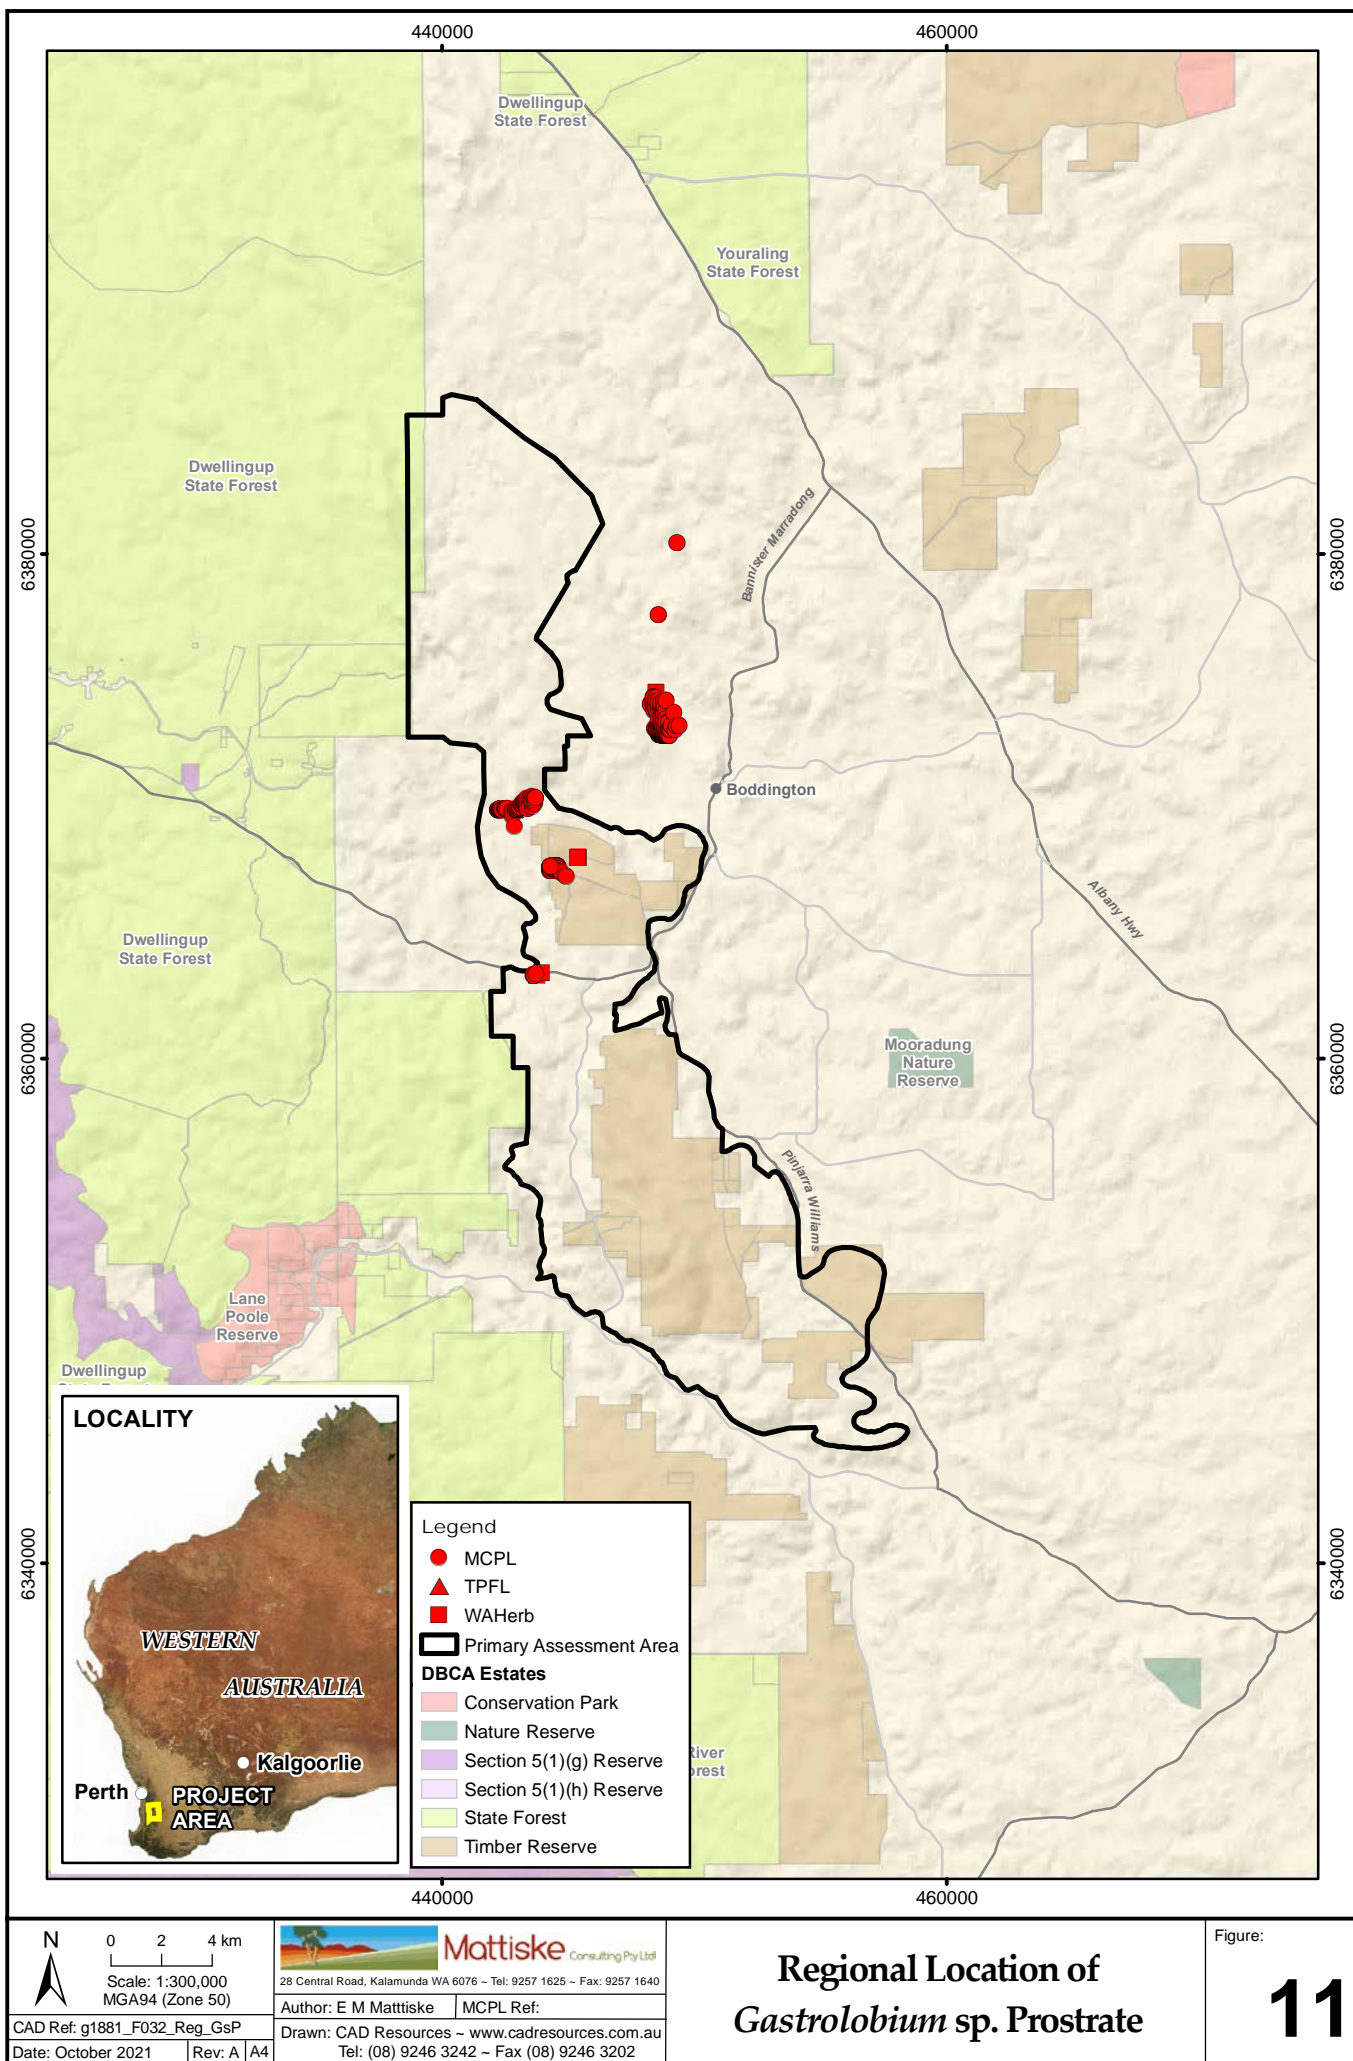 440000
460000
Dwellingup
State Forest
Youraling
State Forest
Dwellingup
State Forest
6380000
6380000
Bannister Marradong
Boddington
Albany Hwy
Dwellingup
State Forest
6360000
6360000
Mooradung
Nature
Reserve
Pinjarra Williams
Lane
Poole
Reserve
Dwellingup
6340000
6340000
River
LOCALITY
WESTERN
AUSTRALIA
Kalgoorlie
Perth
PROJECT
AREA
Legend
MCPL
TPFL
WAHerb
Primary Assessment Area
DBCA Estates
Conservation Park
Nature Reserve
Section 5(1)(g) Reserve
Section 5(1)(h) Reserve
State Forest
Timber Reserve
440000
460000
N
0 2 4 km
Scale: 1:300,000
MGA94 (Zone 50)
CAD Ref: g1881_F032_Reg_GsP
Date: October 2021 Rev: A A4
Mattiske Consulting Pty Ltd
28 Central Road, Kalamunda WA 6076 ~ Tel: 9257 1625 ~ Fax: 9257 1640
Author: E M Matttiske MCPL Ref:
Drawn: CAD Resources ~ www.cadresources.com.au
Tel: (08) 9246 3242 ~ Fax (08) 9246 3202
Regional Location of
Gastrolobium sp. Prostrate
Figure:
11